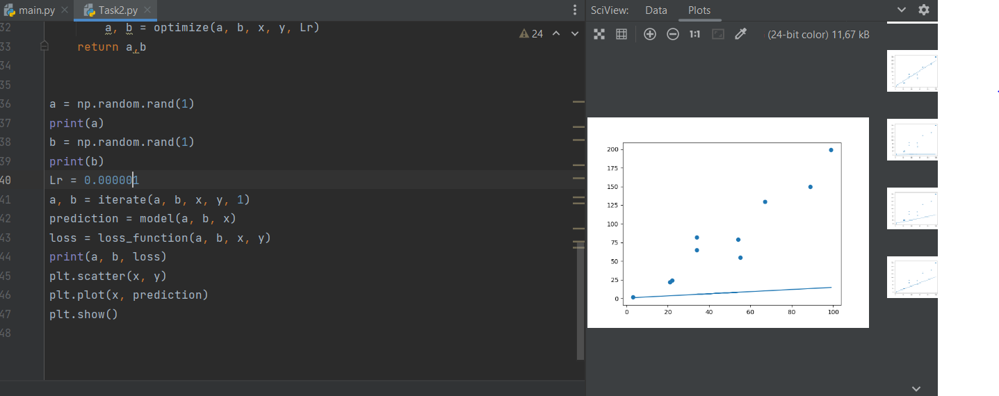 main.py Task2.py
SciView: Data Plots
32 a, b = optimize(a, b, x, y, Lr)
24
33 return a,b
34
35
36 a = np.random.rand(1)
37 print(a)
38 b = np.random.rand(1)
39 print(b)
40 Lr = 0.000001
41 a, b = iterate(a, b, x, y, 1)
42 prediction = model(a, b, x)
43 loss = loss_function(a, b, x, y)
44 print(a, b, loss)
45 plt.scatter(x, y)
46 plt.plot(x, prediction)
47 plt.show()
48
1:1 (24-bit color) 11,67 kB
200
175
150
125
100
75
50
25
0
0 20 40 60 80 100